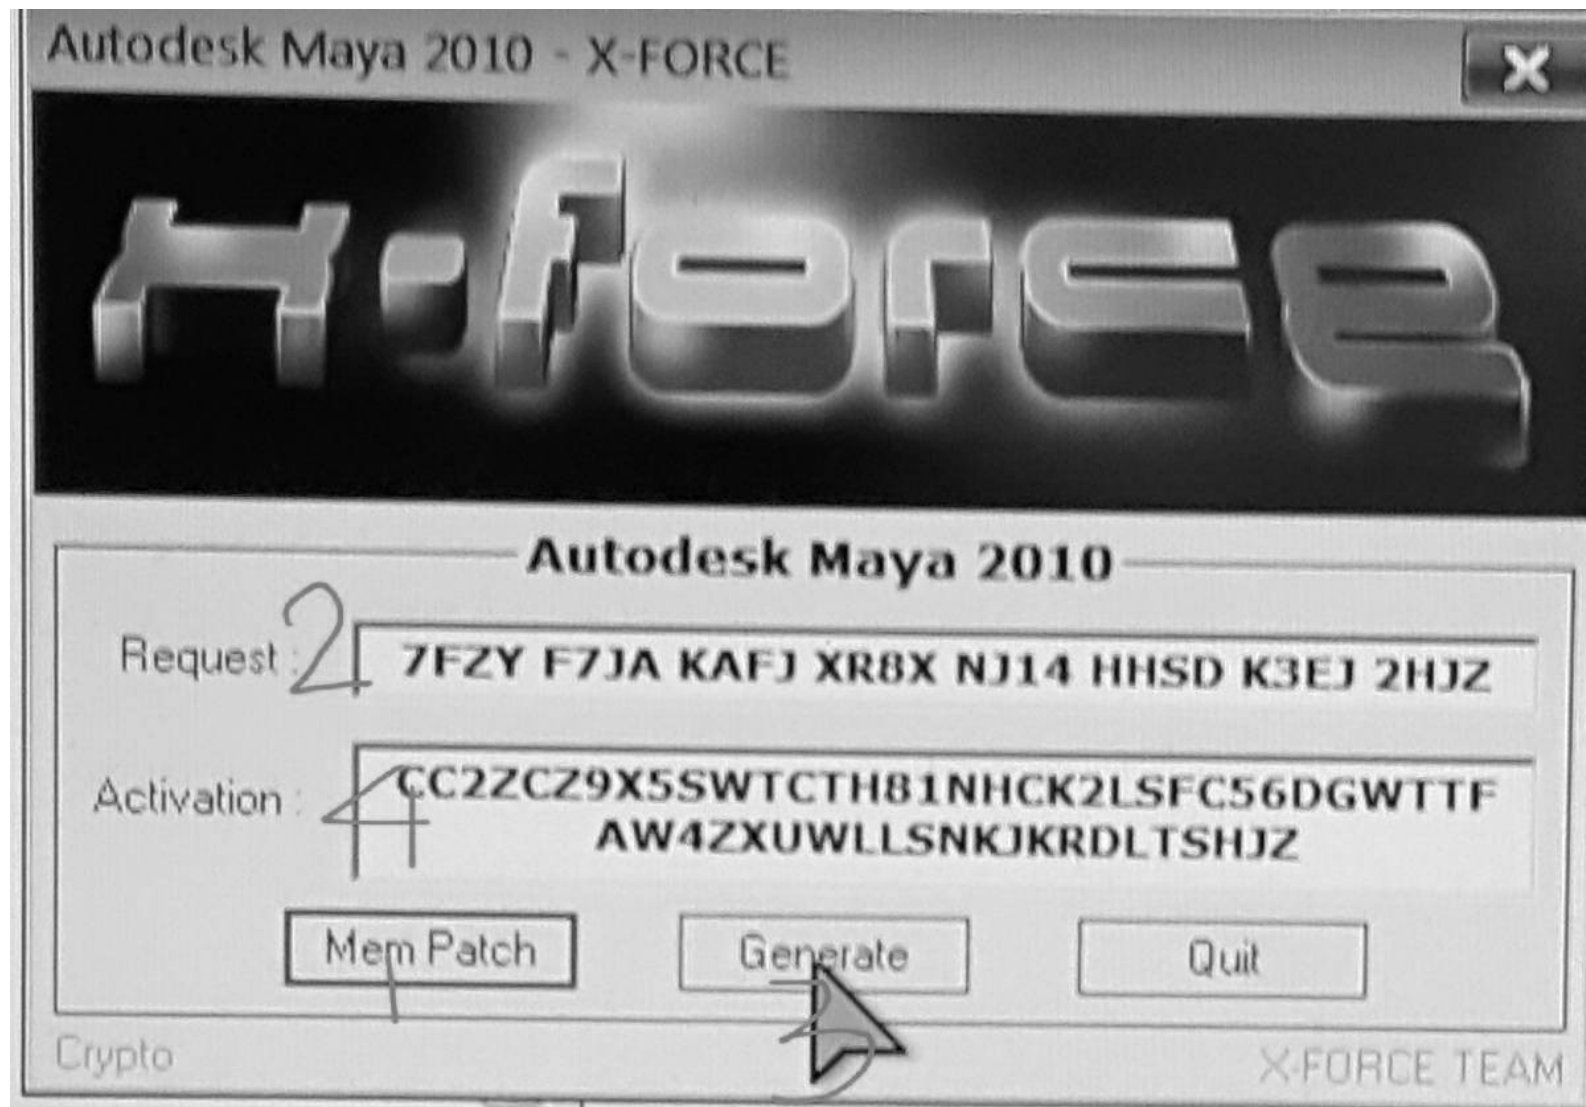 Autodesk Maya 2010 - X-FORCE
X-force
Autodesk Maya 2010
Request : 2 7FZY F7JA KAFJ XR8X NJ14 HHSD K3EJ 2HJZ
Activation : 4 CC2ZCZ9X5SWTCTH81NHCK2LSFC56DGWTTF
AW4ZXUWLLSNKJKRDLTSHJZ
Mem Patch Generate Quit
1 3
Crypto X-FORCE TEAM